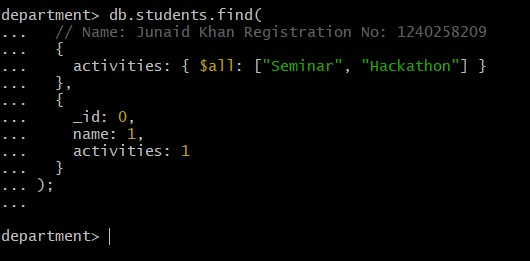 department> db.students.find(
...   // Name: Junaid Khan Registration No: 1240258209
...   {
...     activities: { $all: ["Seminar", "Hackathon"] }
...   },
...   {
...     _id: 0,
...     name: 1,
...     activities: 1
...   }
... );
...
department>